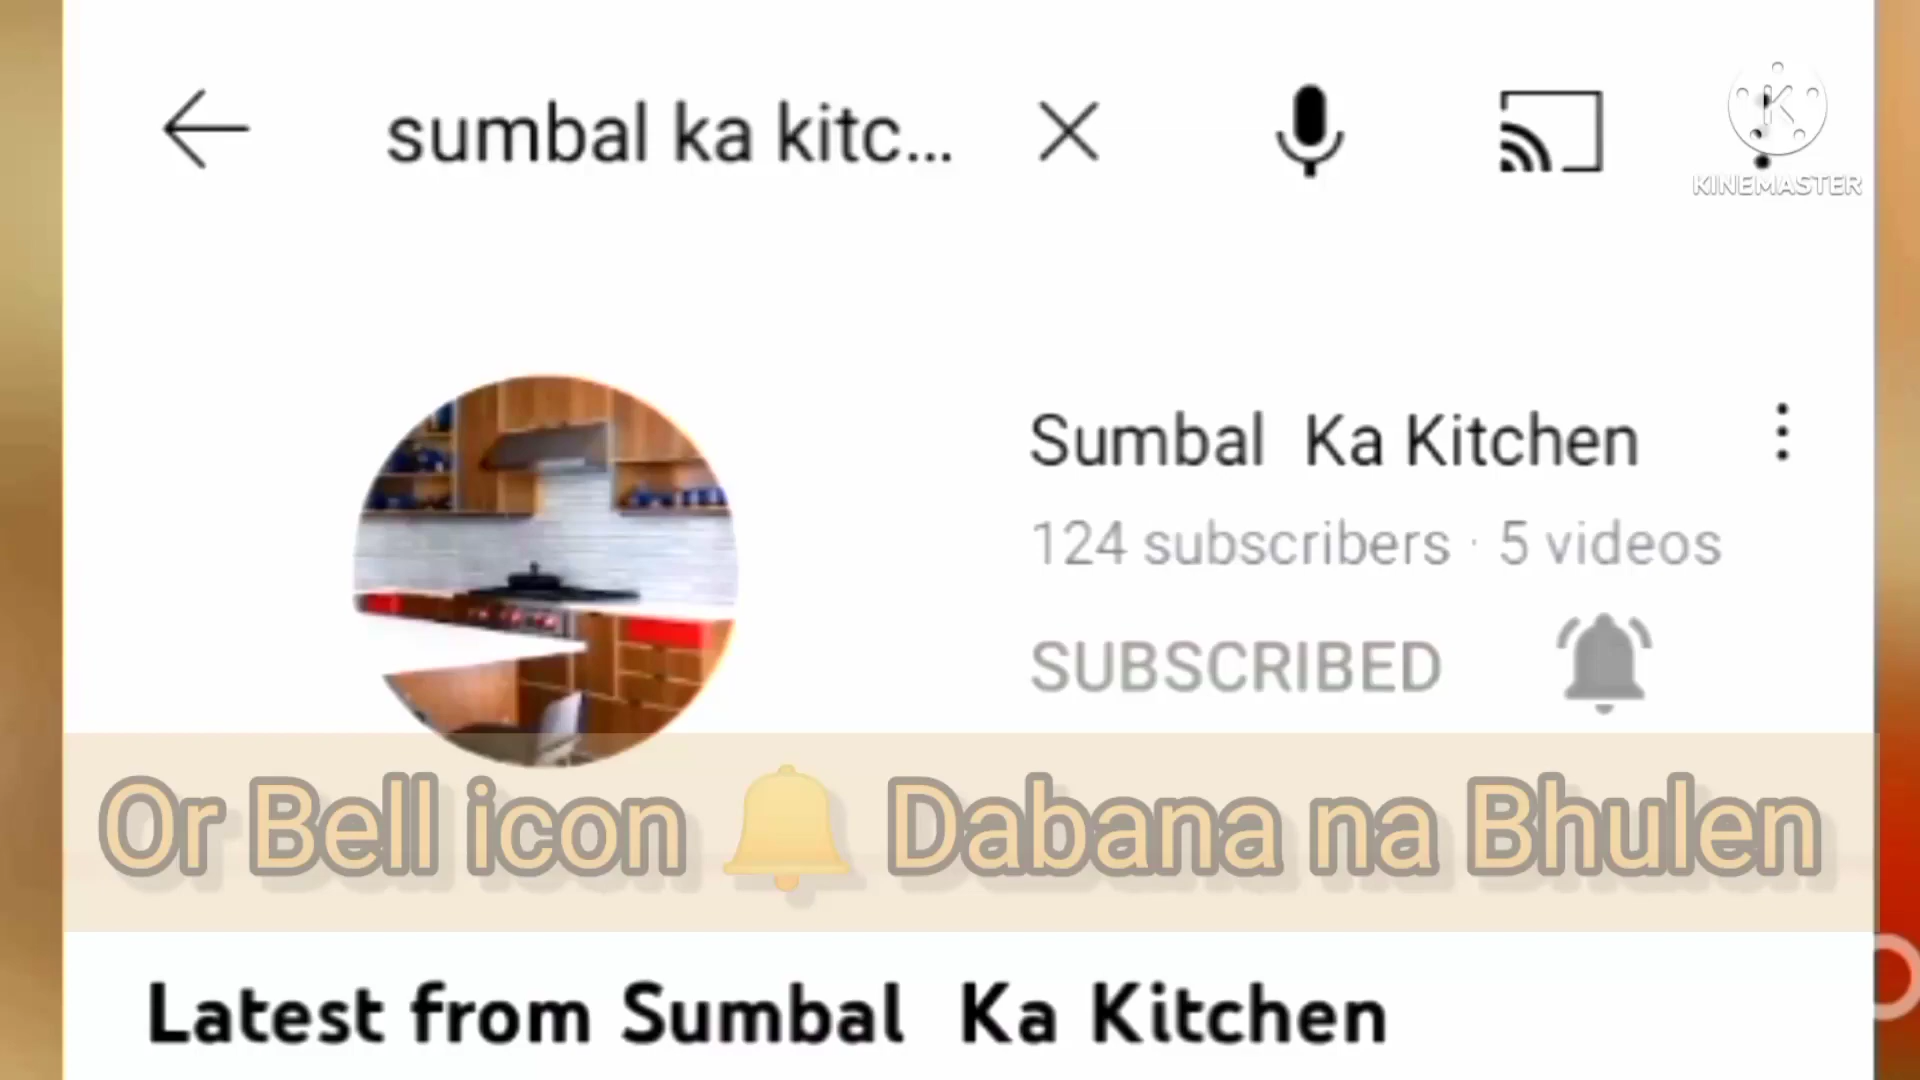 sumbal ka kitc...
KINEMASTER
Sumbal Ka Kitchen
124 subscribers · 5 videos
SUBSCRIBED
Or Bell icon 🔔 Dabana na Bhulen
Latest from Sumbal Ka Kitchen